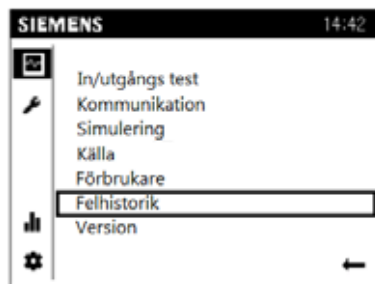 SIEMENS 14:42
In/utgångs test
Kommunikation
Simulering
Källa
Förbrukare
Felhistorik
Version